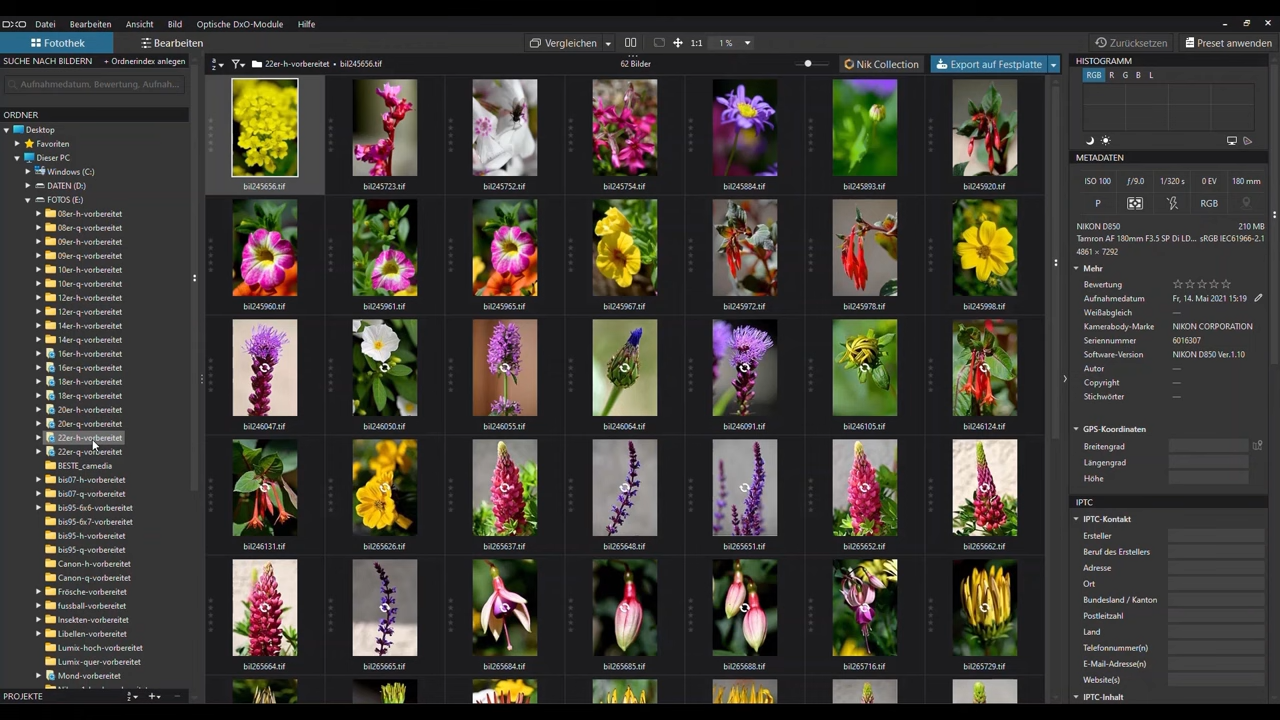 DXO Datei Bearbeiten Ansicht Bild Optische DxO-Module Hilfe
Fotothek Bearbeiten Vergleichen 1:1 1 % Zurücksetzen Preset anwenden
SUCHE NACH BILDERN + Ordnerindex anlegen
Aufnahmedatum, Bewertung, Aufnah...
ORDNER
Desktop
Favoriten
Dieser PC
Windows (C:)
DATEN (D:)
FOTOS (E:)
08er-h-vorbereitet
08er-q-vorbereitet
09er-h-vorbereitet
09er-q-vorbereitet
10er-h-vorbereitet
10er-q-vorbereitet
12er-h-vorbereitet
12er-q-vorbereitet
14er-h-vorbereitet
14er-q-vorbereitet
16er-h-vorbereitet
16er-q-vorbereitet
18er-h-vorbereitet
18er-q-vorbereitet
20er-h-vorbereitet
20er-q-vorbereitet
22er-h-vorbereitet
22er-q-vorbereitet
BESTE_camedia
bis07-h-vorbereitet
bis07-q-vorbereitet
bis95-6x6-vorbereitet
bis95-6x7-vorbereitet
bis95-h-vorbereitet
bis95-q-vorbereitet
Canon-h-vorbereitet
Canon-q-vorbereitet
Frösche-vorbereitet
fussball-vorbereitet
Insekten-vorbereitet
Libellen-vorbereitet
Lumix-hoch-vorbereitet
Lumix-quer-vorbereitet
Mond-vorbereitet
PROJEKTE
22er-h-vorbereitet • bil245656.tif 62 Bilder Nik Collection Export auf Festplatte
bil245656.tif bil245723.tif bil245752.tif bil245754.tif bil245884.tif bil245893.tif bil245920.tif
bil245960.tif bil245961.tif bil245965.tif bil245967.tif bil245972.tif bil245978.tif bil245998.tif
bil246047.tif bil246050.tif bil246055.tif bil246064.tif bil246091.tif bil246105.tif bil246124.tif
bil246131.tif bil265626.tif bil265637.tif bil265648.tif bil265651.tif bil265652.tif bil265662.tif
bil265664.tif bil265665.tif bil265684.tif bil265685.tif bil265688.tif bil265716.tif bil265729.tif
HISTOGRAMM
RGB R G B L
METADATEN
ISO 100 ƒ/9.0 1/320 s 0 EV 180 mm
P RGB
NIKON D850 210 MB
Tamron AF 180mm F3.5 SP Di LD... sRGB IEC61966-2.1
4861 × 7292
Mehr
Bewertung
Aufnahmedatum Fr, 14. Mai 2021 15:19
Weißabgleich —
Kamerabody-Marke NIKON CORPORATION
Seriennummer 6016307
Software-Version NIKON D850 Ver.1.10
Autor —
Copyright —
Stichwörter —
GPS-Koordinaten
Breitengrad
Längengrad
Höhe
IPTC
IPTC-Kontakt
Ersteller
Beruf des Erstellers
Adresse
Ort
Bundesland / Kanton
Postleitzahl
Land
Telefonnummer(n)
E-Mail-Adresse(n)
Website(s)
IPTC-Inhalt